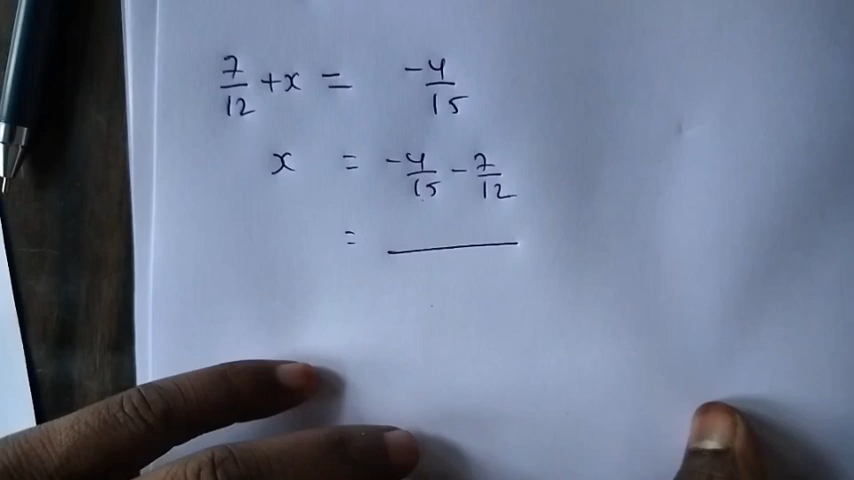 7/12 + x = -4/15
x = -4/15 - 7/12
=